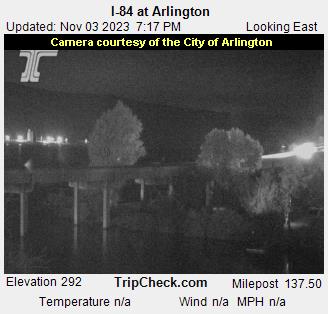 I-84 at Arlington
Updated: Nov 03 2023 7:17 PM Looking East
Camera courtesy of the City of Arlington
Elevation 292 TripCheck.com Milepost 137.50
Temperature n/a Wind n/a MPH n/a